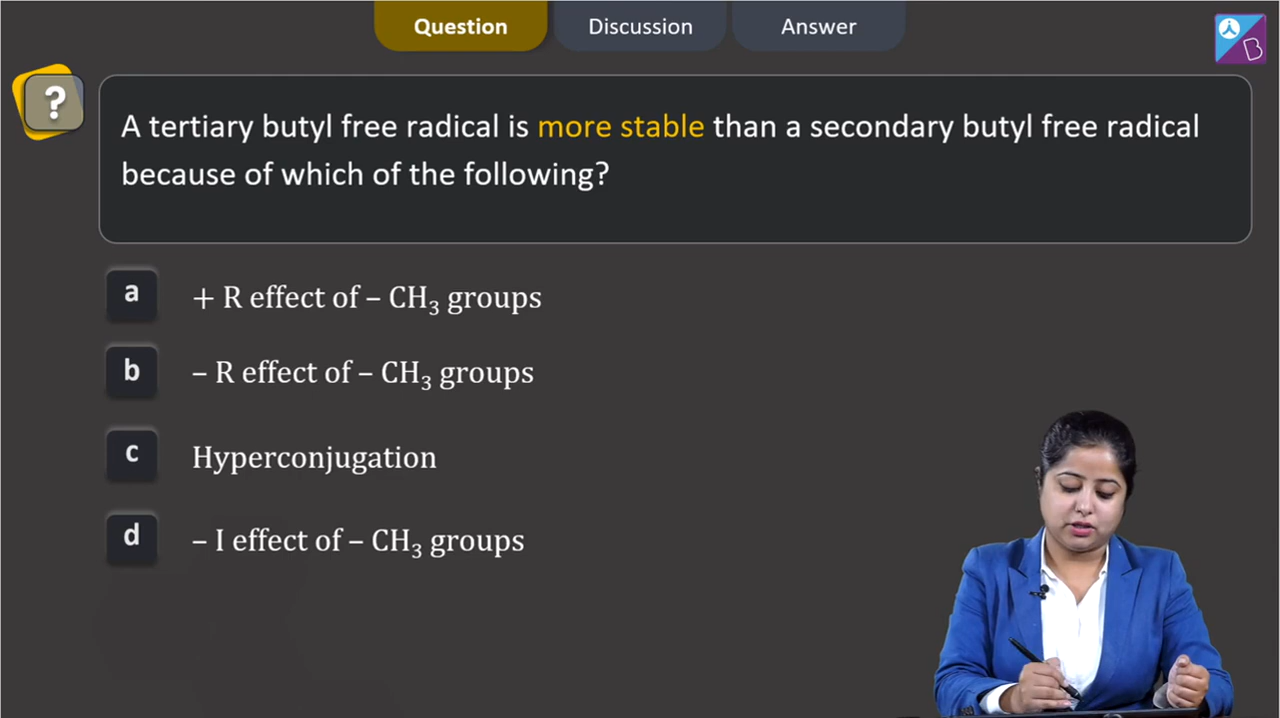 Question Discussion Answer
B
?
A tertiary butyl free radical is more stable than a secondary butyl free radical
because of which of the following?
a + R effect of – CH₃ groups
b – R effect of – CH₃ groups
c Hyperconjugation
d – I effect of – CH₃ groups